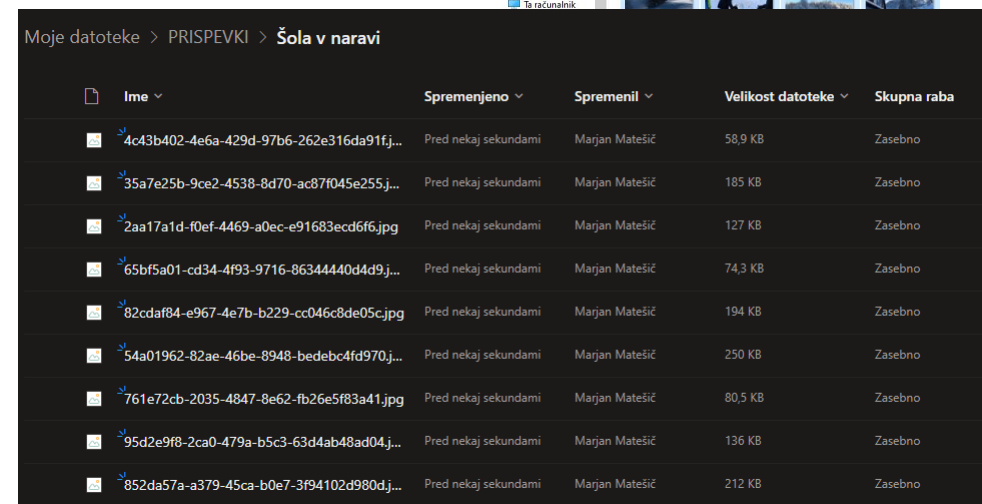 Ta računalnik
Moje datoteke > PRISPEVKI > Šola v naravi
Ime Spremenjeno Spremenil Velikost datoteke Skupna raba
4c43b402-4e6a-429d-97b6-262e316da91f.j... Pred nekaj sekundami Marjan Matešič 58,9 KB Zasebno
35a7e25b-9ce2-4538-8d70-ac87f045e255.j... Pred nekaj sekundami Marjan Matešič 185 KB Zasebno
2aa17a1d-f0ef-4469-a0ec-e91683ecd6f6.jpg Pred nekaj sekundami Marjan Matešič 127 KB Zasebno
65bf5a01-cd34-4f93-9716-86344440d4d9.j... Pred nekaj sekundami Marjan Matešič 74,3 KB Zasebno
82cdaf84-e967-4e7b-b229-cc046c8de05c.jpg Pred nekaj sekundami Marjan Matešič 194 KB Zasebno
54a01962-82ae-46be-8948-bedebc4fd970.j... Pred nekaj sekundami Marjan Matešič 250 KB Zasebno
761e72cb-2035-4847-8e62-fb26e5f83a41.jpg Pred nekaj sekundami Marjan Matešič 80,5 KB Zasebno
95d2e9f8-2ca0-479a-b5c3-63d4ab48ad04.j... Pred nekaj sekundami Marjan Matešič 136 KB Zasebno
852da57a-a379-45ca-b0e7-3f94102d980d.j... Pred nekaj sekundami Marjan Matešič 212 KB Zasebno